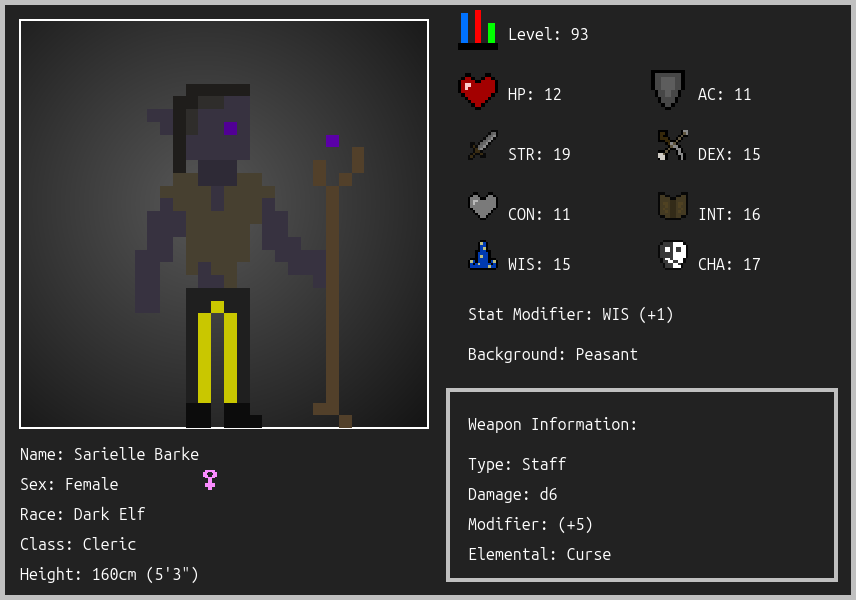 Level: 93
HP: 12
AC: 11
STR: 19
DEX: 15
CON: 11
INT: 16
WIS: 15
CHA: 17
Stat Modifier: WIS (+1)
Background: Peasant
Weapon Information:
Type: Staff
Damage: d6
Modifier: (+5)
Elemental: Curse
Name: Sarielle Barke
Sex: Female
Race: Dark Elf
Class: Cleric
Height: 160cm (5'3")